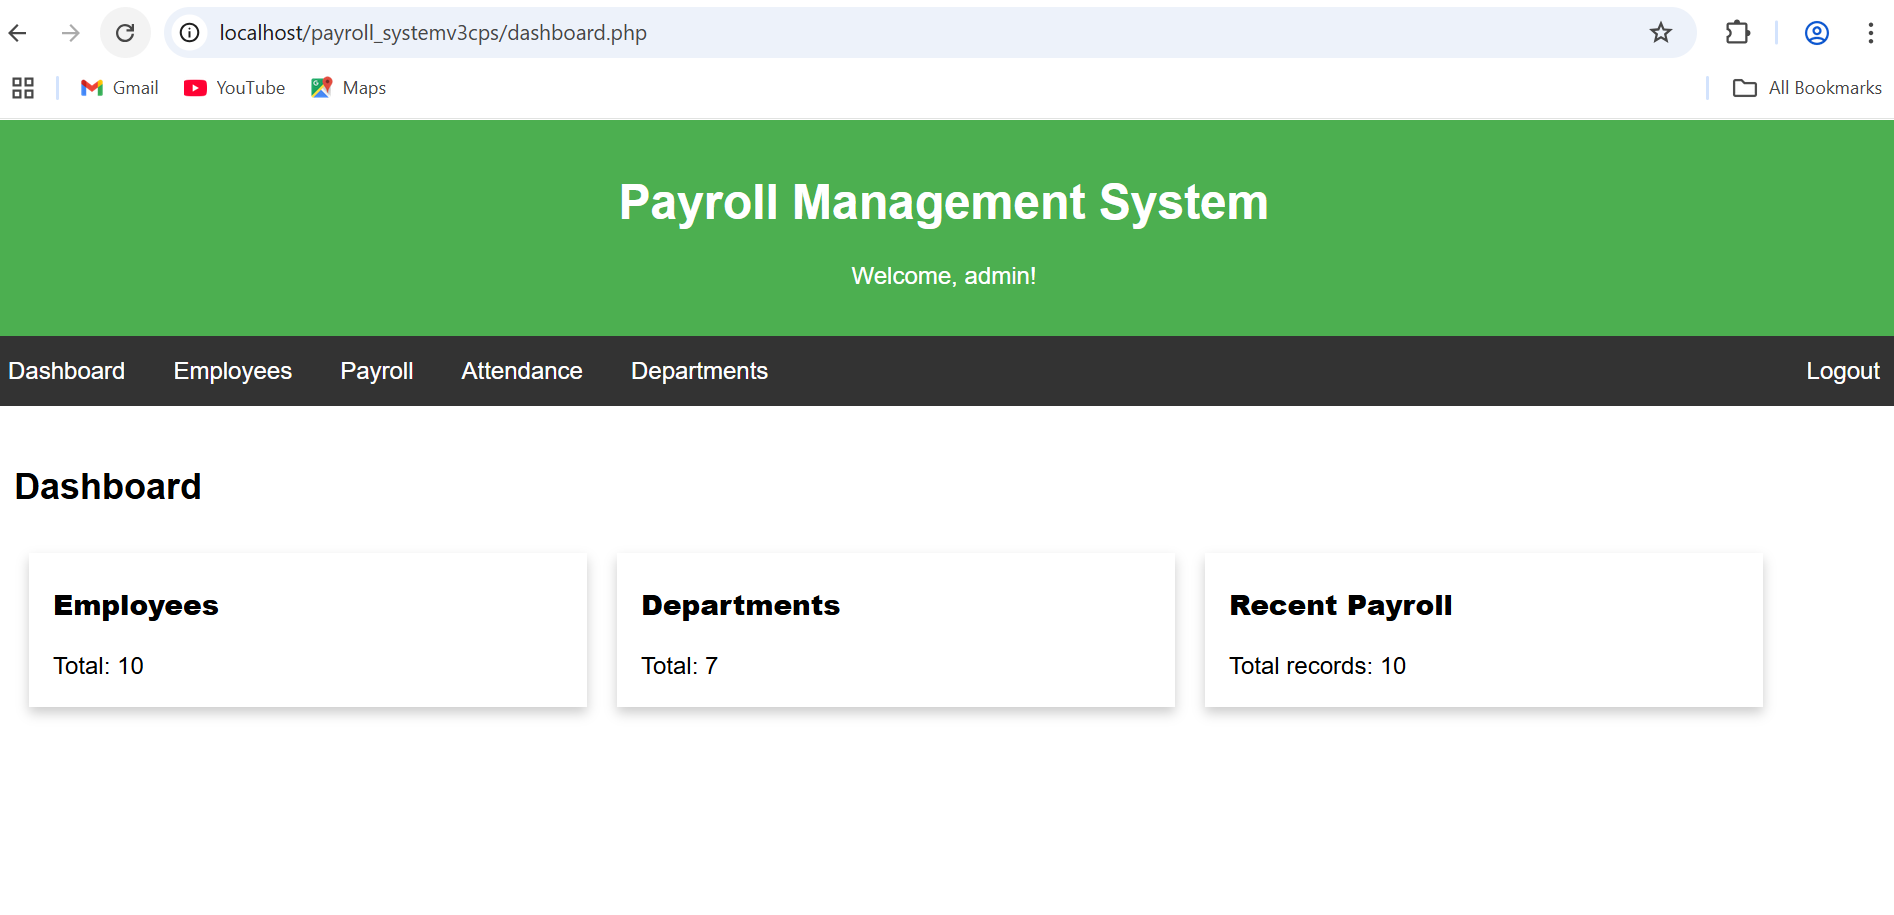 localhost/payroll_systemv3cps/dashboard.php
Gmail YouTube Maps All Bookmarks
Payroll Management System
Welcome, admin!
Dashboard Employees Payroll Attendance Departments Logout
Dashboard
Employees
Total: 10
Departments
Total: 7
Recent Payroll
Total records: 10